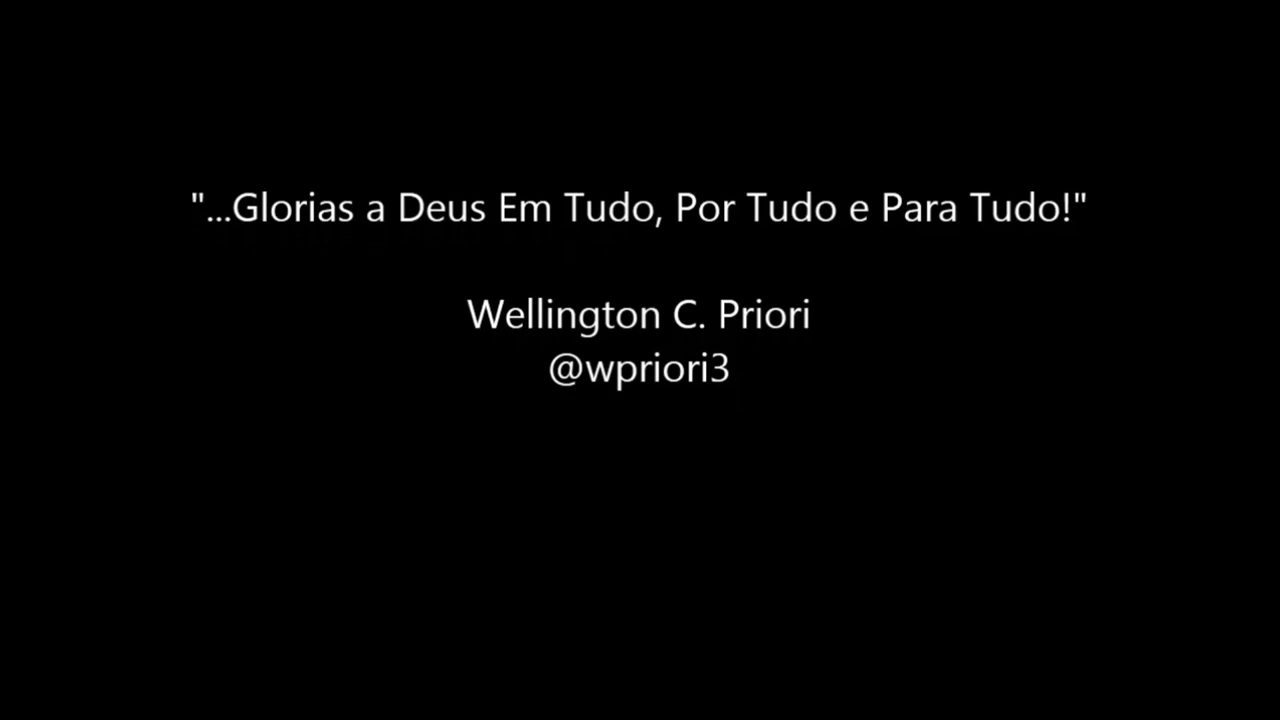 "...Glorias a Deus Em Tudo, Por Tudo e Para Tudo!"
Wellington C. Priori
@wpriori3